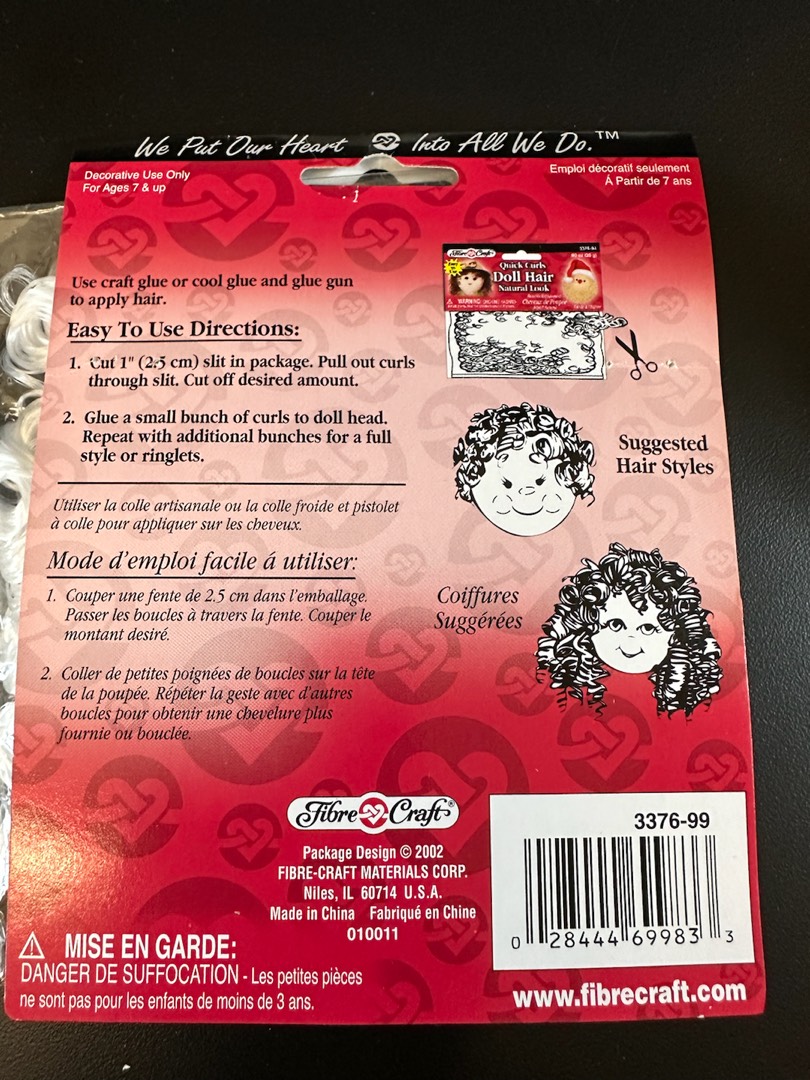 We Put Our Heart Into All We Do.™
Decorative Use Only
For Ages 7 & up
Emploi décoratif seulement
Á Partir de 7 ans
Use craft glue or cool glue and glue gun
to apply hair.
Easy To Use Directions:
1. Cut 1" (2.5 cm) slit in package. Pull out curls
through slit. Cut off desired amount.
2. Glue a small bunch of curls to doll head.
Repeat with additional bunches for a full
style or ringlets.
Fibre Craft
Quick Curls
Doll Hair
Natural Look
WARNING:
Suggested
Hair Styles
Utiliser la colle artisanale ou la colle froide et pistolet
à colle pour appliquer sur les cheveux.
Mode d'emploi facile á utiliser:
1. Couper une fente de 2.5 cm dans l'emballage.
Passer les boucles à travers la fente. Couper le
montant desiré.
2. Coller de petites poignées de boucles sur la tête
de la poupée. Répéter la geste avec d'autres
boucles pour obtenir une chevelure plus
fournie ou bouclée.
Coiffures
Suggérées
Fibre Craft®
Package Design © 2002
FIBRE-CRAFT MATERIALS CORP.
Niles, IL 60714 U.S.A.
Made in China Fabriqué en Chine
010011
3376-99
0 28444 69983 3
⚠ MISE EN GARDE:
DANGER DE SUFFOCATION - Les petites pièces
ne sont pas pour les enfants de moins de 3 ans.
www.fibrecraft.com